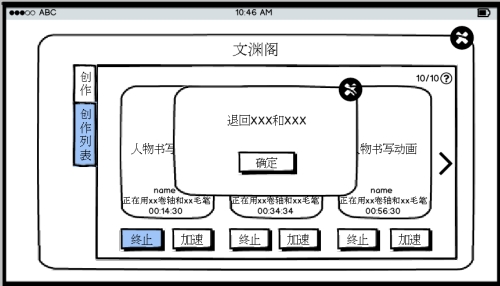 ABC
10:46 AM
文渊阁
创作
创作列表
10/10?
退回XXX和XXX
确定
人物书写
物书写动画
name
name
正在用xx卷轴和xx毛笔
正在用xx卷轴和xx毛笔
正在用xx卷轴和xx毛笔
00:14:30
00:34:34
00:56:30
终止
加速
终止
加速
终止
加速